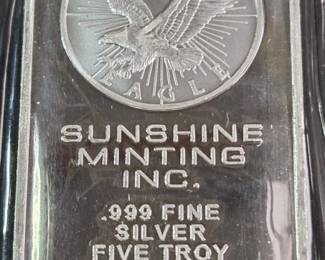 EAGLE
SUNSHINE
MINTING
INC.
.999 FINE
SILVER
FIVE TROY